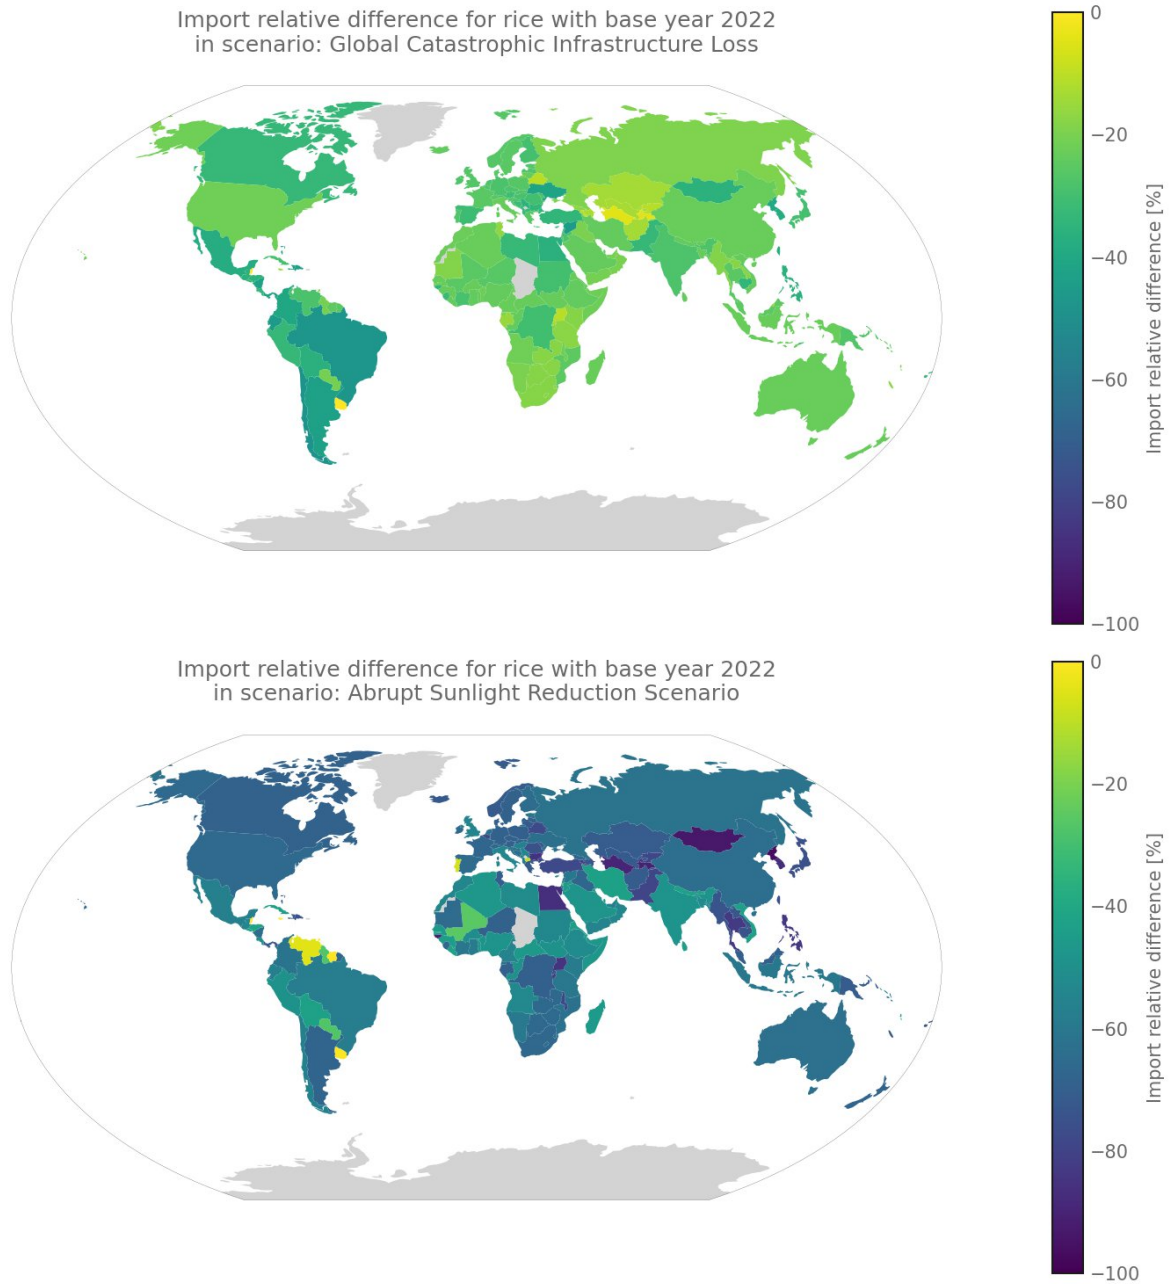 Import relative difference for rice with base year 2022
in scenario: Global Catastrophic Infrastructure Loss
0
−20
−40
−60
−80
−100
Import relative difference [%]
Import relative difference for rice with base year 2022
in scenario: Abrupt Sunlight Reduction Scenario
0
−20
−40
−60
−80
−100
Import relative difference [%]